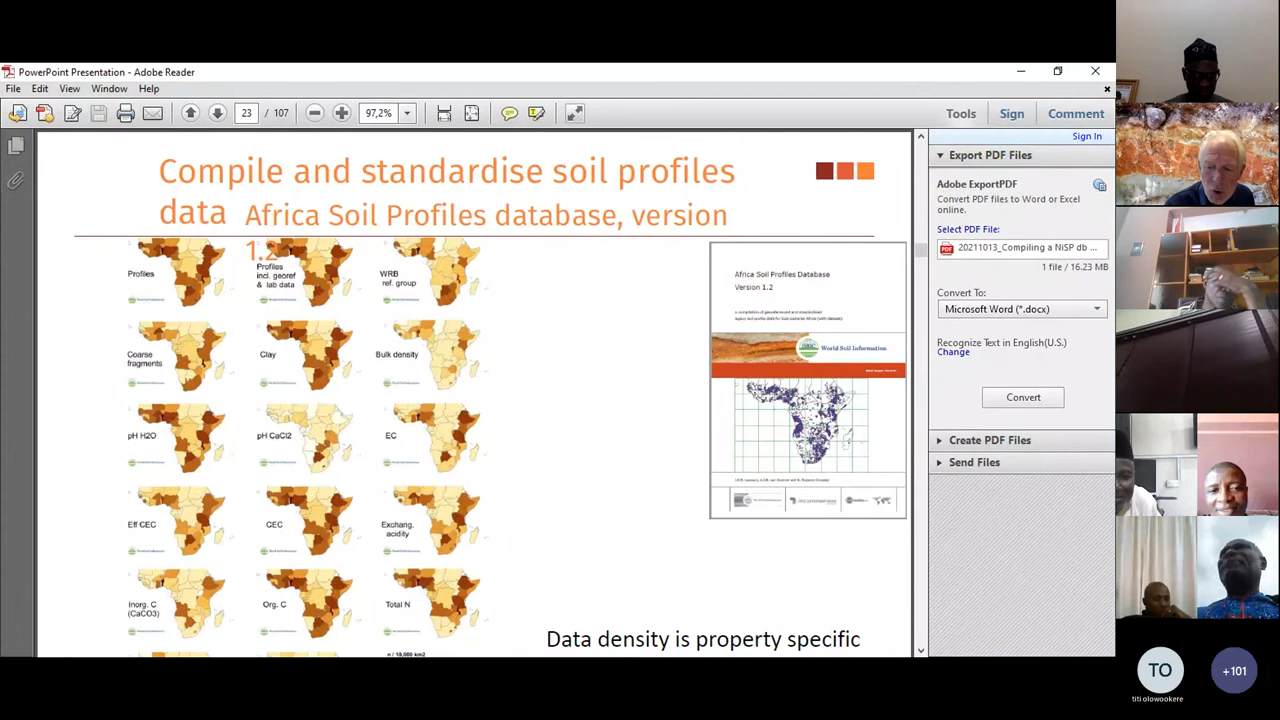 PowerPoint Presentation - Adobe Reader
File Edit View Window Help
23 / 107 97,2%
Tools Sign Comment
Sign In
Compile and standardise soil profiles
data Africa Soil Profiles database, version
1.2
Profiles
Profiles
incl. georef
& lab data
WRB
ref. group
Coarse
fragments
Clay
Bulk density
pH H2O
pH CaCl2
EC
Eff CEC
CEC
Exchang.
acidity
Inorg. C
(CaCO3)
Org. C
Total N
n / 10,000 km2
Africa Soil Profiles Database
Version 1.2
World Soil Information
Data density is property specific
Export PDF Files
Adobe ExportPDF
Convert PDF files to Word or Excel
online.
Select PDF File:
20211013_Compiling a NiSP db ...
1 file / 16.23 MB
Convert To:
Microsoft Word (*.docx)
Recognize Text in English(U.S.)
Change
Convert
Create PDF Files
Send Files
TO
+101
titi olowookere